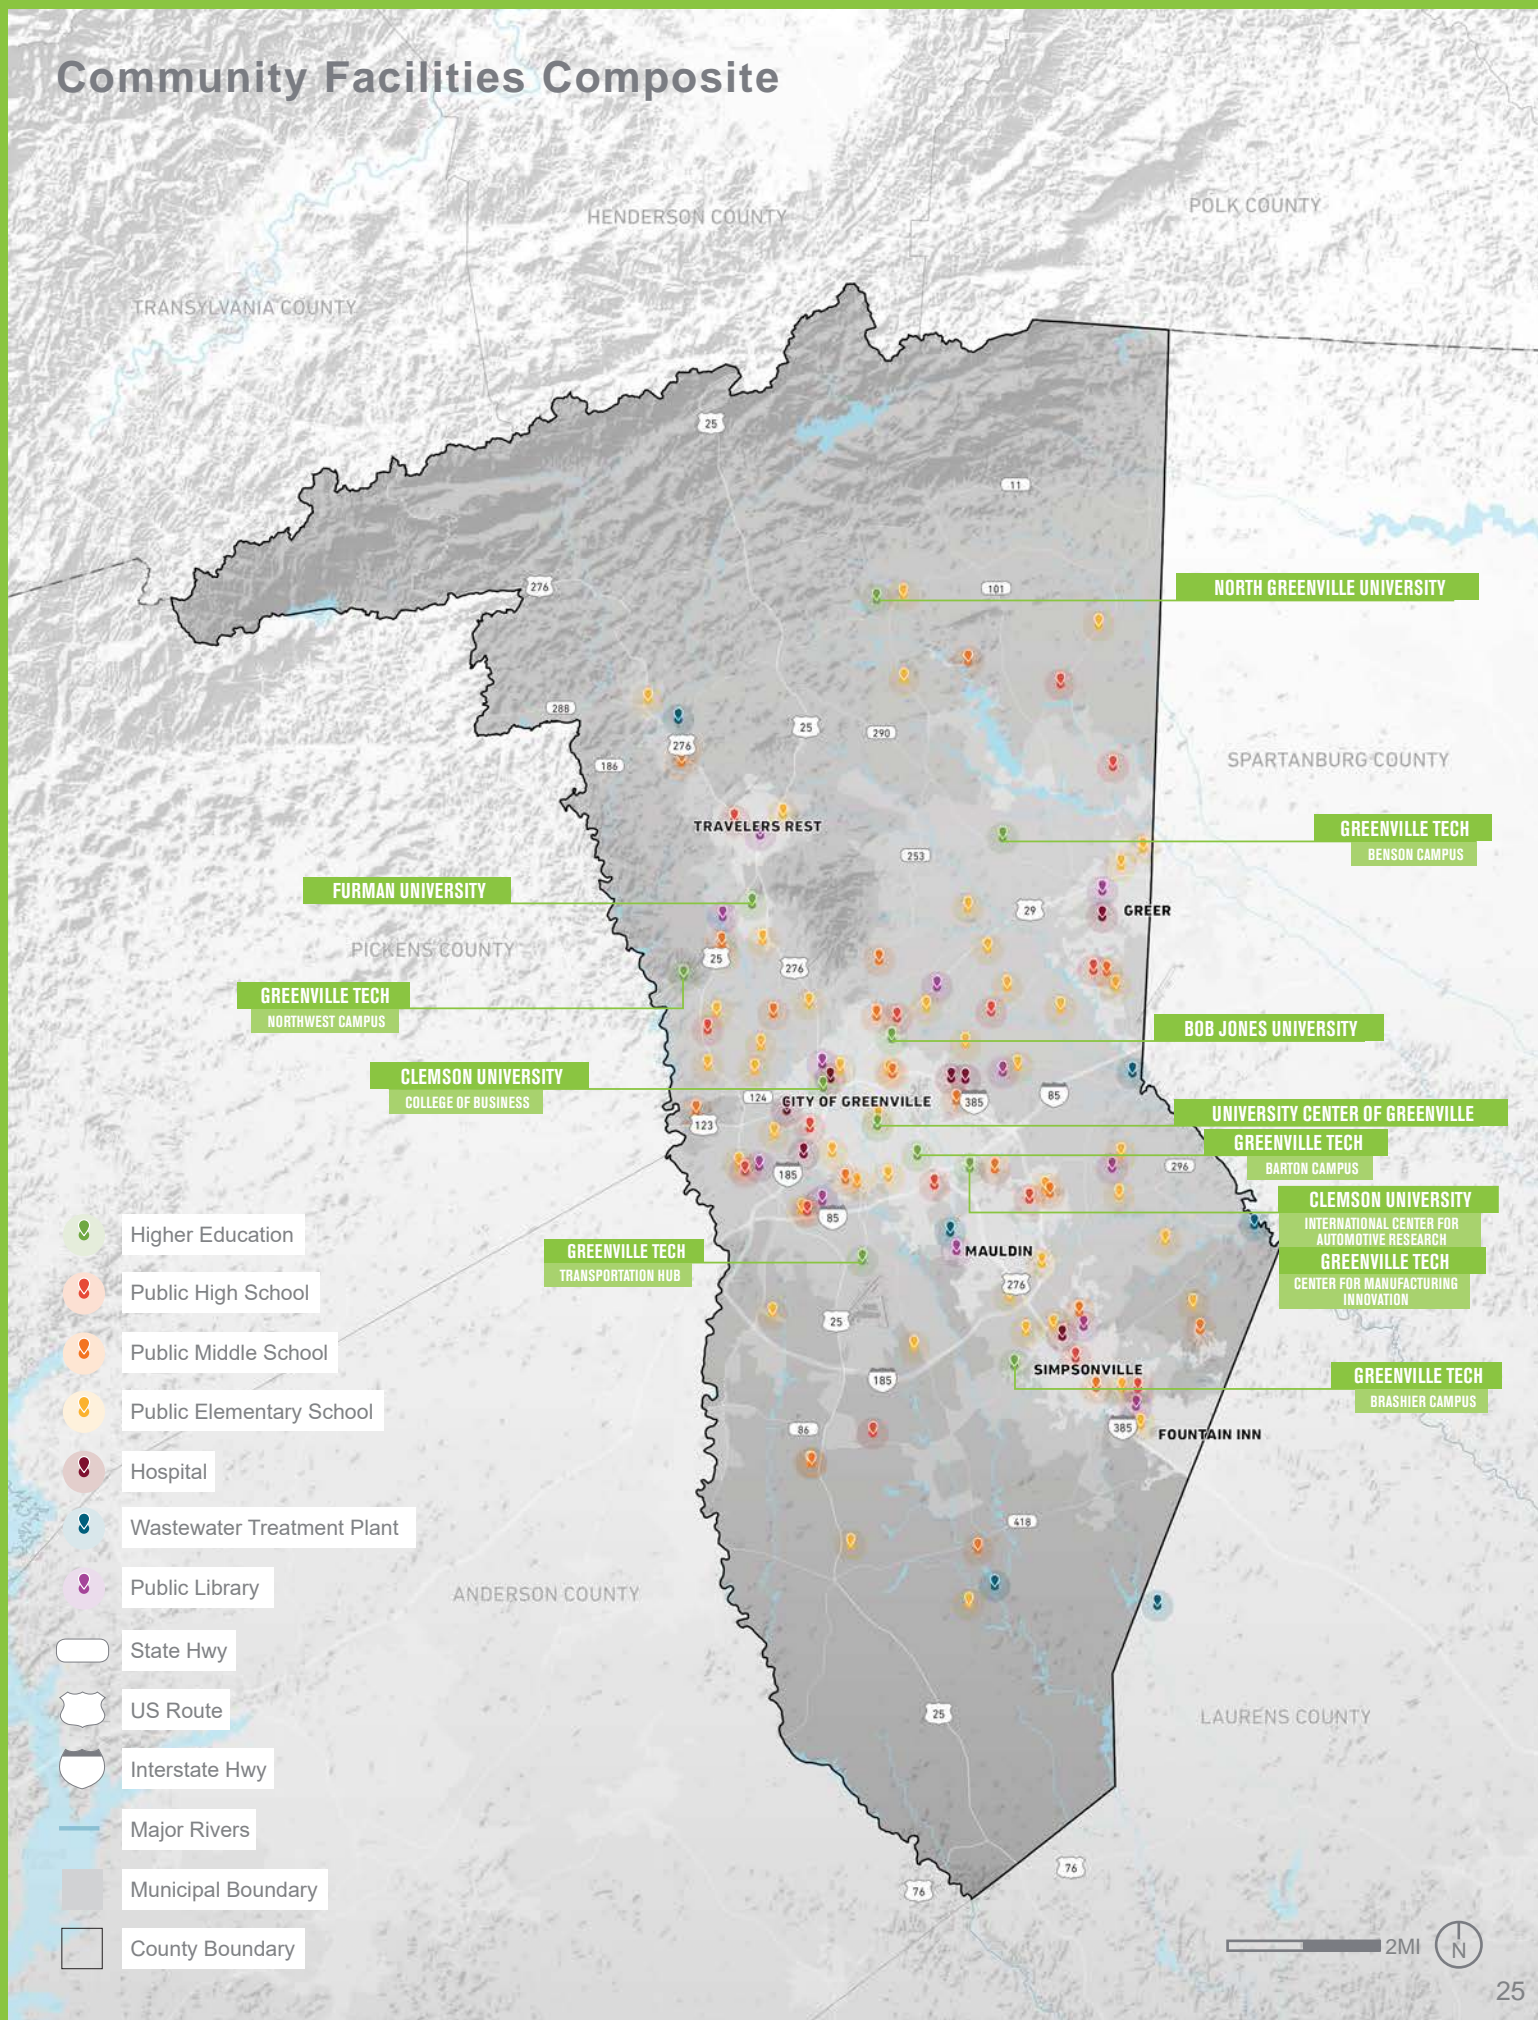 Community Facilities Composite
HENDERSON COUNTY
POLK COUNTY
TRANSYLVANIA COUNTY
25
11
276
101
NORTH GREENVILLE UNIVERSITY
288
25
290
276
186
SPARTANBURG COUNTY
TRAVELERS REST
GREENVILLE TECH
BENSON CAMPUS
253
FURMAN UNIVERSITY
29
GREER
PICKENS COUNTY
25
276
GREENVILLE TECH
NORTHWEST CAMPUS
BOB JONES UNIVERSITY
CLEMSON UNIVERSITY
COLLEGE OF BUSINESS
124
CITY OF GREENVILLE
385
85
123
UNIVERSITY CENTER OF GREENVILLE
GREENVILLE TECH
BARTON CAMPUS
185
296
CLEMSON UNIVERSITY
INTERNATIONAL CENTER FOR
AUTOMOTIVE RESEARCH
85
GREENVILLE TECH
TRANSPORTATION HUB
MAULDIN
GREENVILLE TECH
CENTER FOR MANUFACTURING
INNOVATION
276
25
SIMPSONVILLE
185
GREENVILLE TECH
BRASHIER CAMPUS
86
385
FOUNTAIN INN
418
ANDERSON COUNTY
25
LAURENS COUNTY
76
76
Higher Education
Public High School
Public Middle School
Public Elementary School
Hospital
Wastewater Treatment Plant
Public Library
State Hwy
US Route
Interstate Hwy
Major Rivers
Municipal Boundary
County Boundary
2MI
N
25